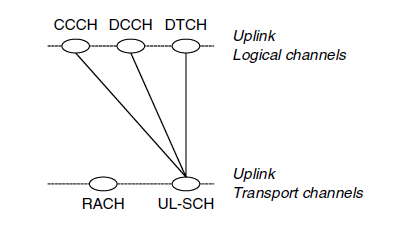 CCCH DCCH DTCH
Uplink
Logical channels
Uplink
Transport channels
RACH UL-SCH